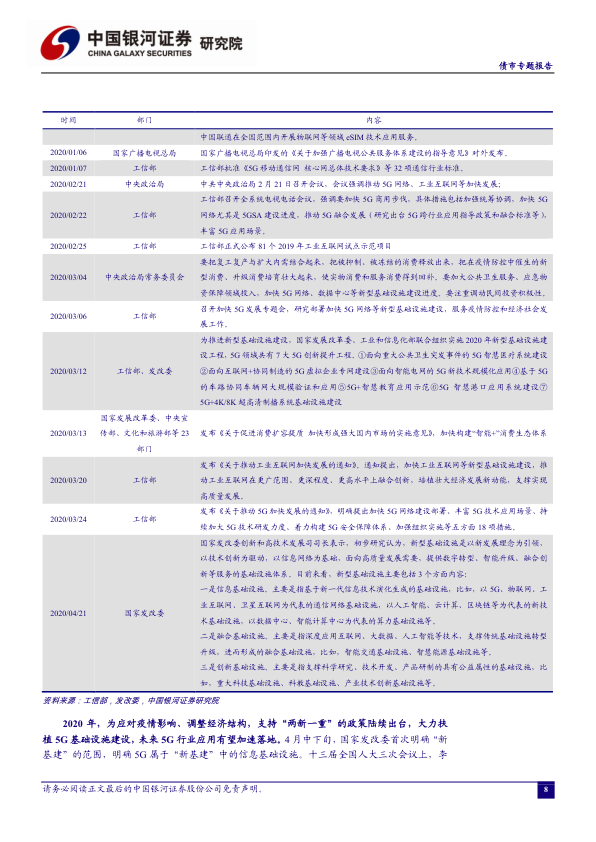 中国银河证券 研究院
CHINA GALAXY SECURITIES
债市专题报告
时间 部门 内容
中国联通在全国范围内开展物联网等领域 eSIM 技术应用服务。
2020/01/06 国家广播电视总局 国家广播电视总局印发的《关于加强广播电视公共服务体系建设的指导意见》对外发布。
2020/01/07 工信部 工信部批准《5G 移动通信网 核心网总体技术要求》等 32 项通信行业标准。
2020/02/21 中央政治局 中共中央政治局 2 月 21 日召开会议，会议强调推动 5G 网络、工业互联网等加快发展；
2020/02/22 工信部 工信部召开全系统电视电话会议，强调要加快 5G 商用步伐，具体措施包括加强统筹协调，加快 5G
网络尤其是 5GSA 建设进度，推动 5G 融合发展（研究出台 5G 跨行业应用指导政策和融合标准等），
丰富 5G 应用场景。
2020/02/25 工信部 工信部正式公布 81 个 2019 年工业互联网试点示范项目
2020/03/04 中央政治局常务委员会 要把复工复产与扩大内需结合起来，把被抑制、被冻结的消费释放出来，把在疫情防控中催生的新
型消费、升级消费培育壮大起来，使实物消费和服务消费得到回补。要加大公共卫生服务、应急物
资保障领域投入，加快 5G 网络、数据中心等新型基础设施建设进度。要注重调动民间投资积极性。
2020/03/06 工信部 召开加快 5G 发展专题会，研究部署加快 5G 网络等新型基础设施建设，服务疫情防控和经济社会发
展工作。
2020/03/12 工信部、发改委 为推进新型基础设施建设，国家发展改革委、工业和信息化部联合组织实施 2020 年新型基础设施建
设工程，5G 领域共有 7 大 5G 创新提升工程。①面向重大公共卫生突发事件的 5G 智慧医疗系统建设
②面向互联网+协同制造的 5G 虚拟企业专网建设③面向智能电网的 5G 新技术规模化应用④基于 5G
的车路协同车辆网大规模验证和应用⑤5G+智慧教育应用示范⑥5G 智慧港口应用系统建设⑦
5G+4K/8K 超高清制播系统基础设施建设
2020/03/13 国家发展改革委、中央宣
传部、文化和旅游部等 23
部门 发布《关于促进消费扩容提质 加快形成强大国内市场的实施意见》，加快构建“智能+”消费生态体系
2020/03/20 工信部 发布《关于推动工业互联网加快发展的通知》。通知提出，加快工业互联网等新型基础设施建设，推
动工业互联网在更广范围、更深程度、更高水平上融合创新，培植壮大经济发展新动能，支撑实现
高质量发展。
2020/03/24 工信部 发布《关于推动 5G 加快发展的通知》，明确提出加快 5G 网络建设部署、丰富 5G 技术应用场景、持
续加大 5G 技术研发力度、着力构建 5G 安全保障体系、加强组织实施等五方面 18 项措施。
2020/04/21 国家发改委 国家发改委创新和高技术发展司司长表示，初步研究认为，新型基础设施是以新发展理念为引领，
以技术创新为驱动，以信息网络为基础，面向高质量发展需要，提供数字转型、智能升级、融合创
新等服务的基础设施体系。目前来看，新型基础设施主要包括 3 个方面内容：
一是信息基础设施。主要是指基于新一代信息技术演化生成的基础设施，比如，以 5G、物联网、工
业互联网、卫星互联网为代表的通信网络基础设施，以人工智能、云计算、区块链等为代表的新技
术基础设施，以数据中心、智能计算中心为代表的算力基础设施等。
二是融合基础设施。主要是指深度应用互联网、大数据、人工智能等技术，支撑传统基础设施转型
升级，进而形成的融合基础设施，比如，智能交通基础设施、智慧能源基础设施等。
三是创新基础设施。主要是指支撑科学研究、技术开发、产品研制的具有公益属性的基础设施，比
如，重大科技基础设施、科教基础设施、产业技术创新基础设施等。
资料来源：工信部，发改委，中国银河证券研究院
2020 年，为应对疫情影响、调整经济结构，支持“两新一重”的政策陆续出台，大力扶
植 5G 基础设施建设，未来 5G 行业应用有望加速落地。4 月中下旬，国家发改委首次明确“新
基建”的范围，明确 5G 属于“新基建”中的信息基础设施。十三届全国人大三次会议上，李
请务必阅读正文最后的中国银河证券股份公司免责声明。 8